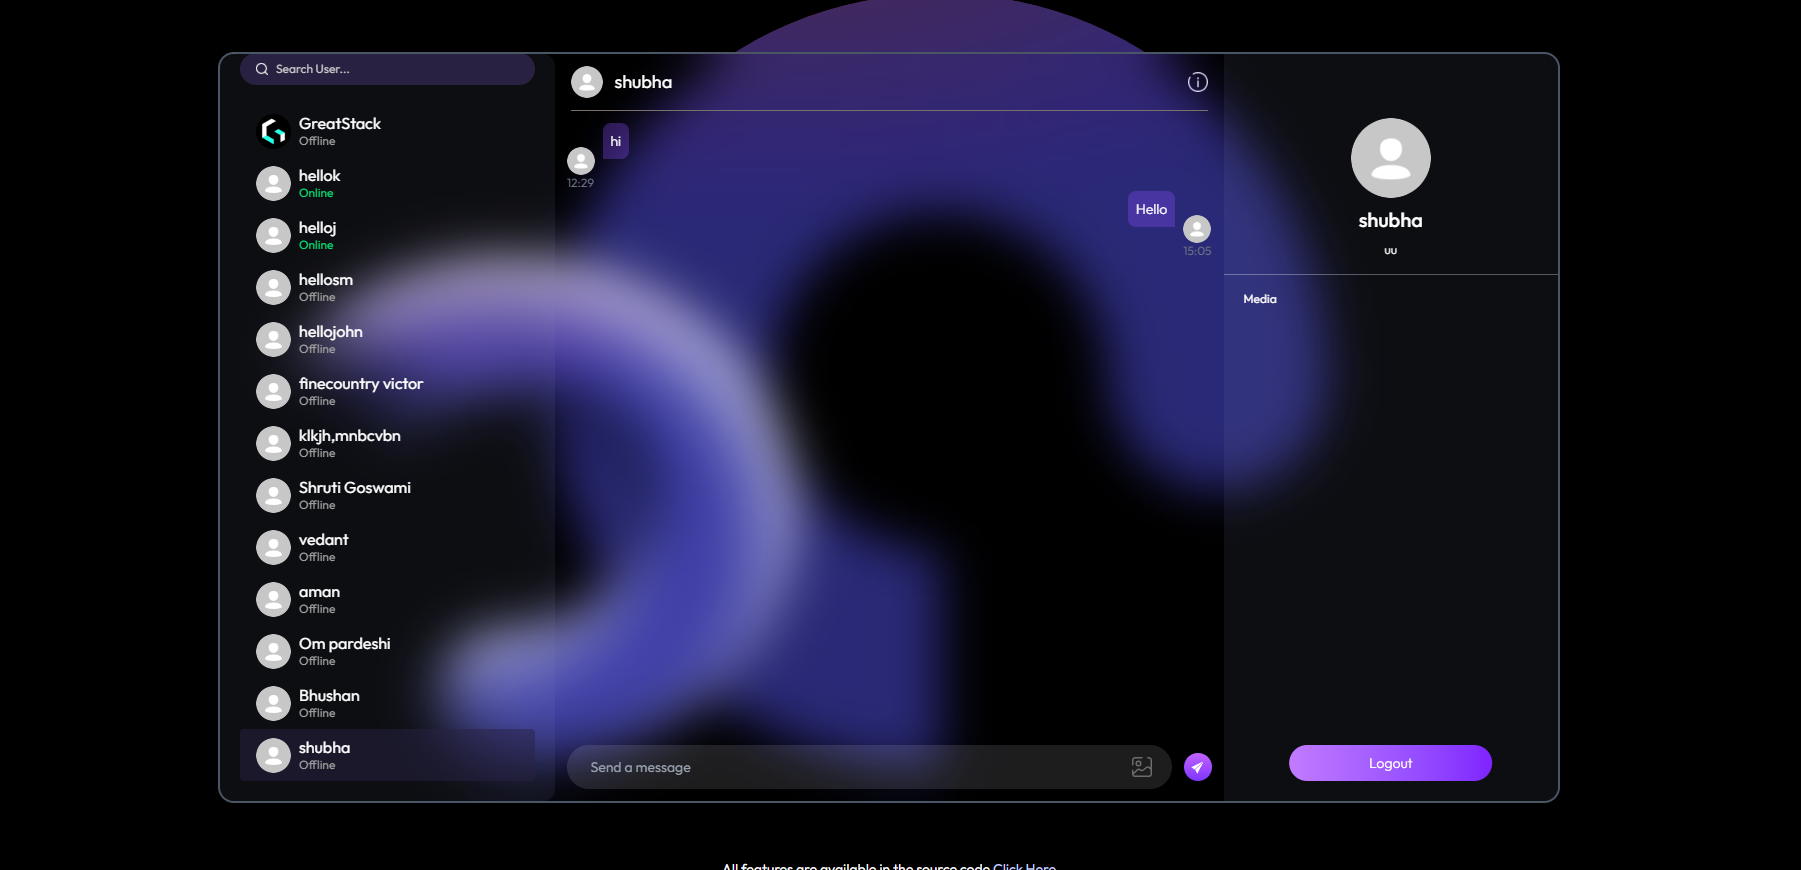 Search User...
GreatStack
Offline
hellok
Online
helloj
Online
hellosm
Offline
hellojohn
Offline
finecountry victor
Offline
klkjh,mnbcvbn
Offline
Shruti Goswami
Offline
vedant
Offline
aman
Offline
Om pardeshi
Offline
Bhushan
Offline
shubha
Offline
shubha
hi
12:29
Hello
15:05
Send a message
shubha
Media
Logout
All features are available in the source code Click Here